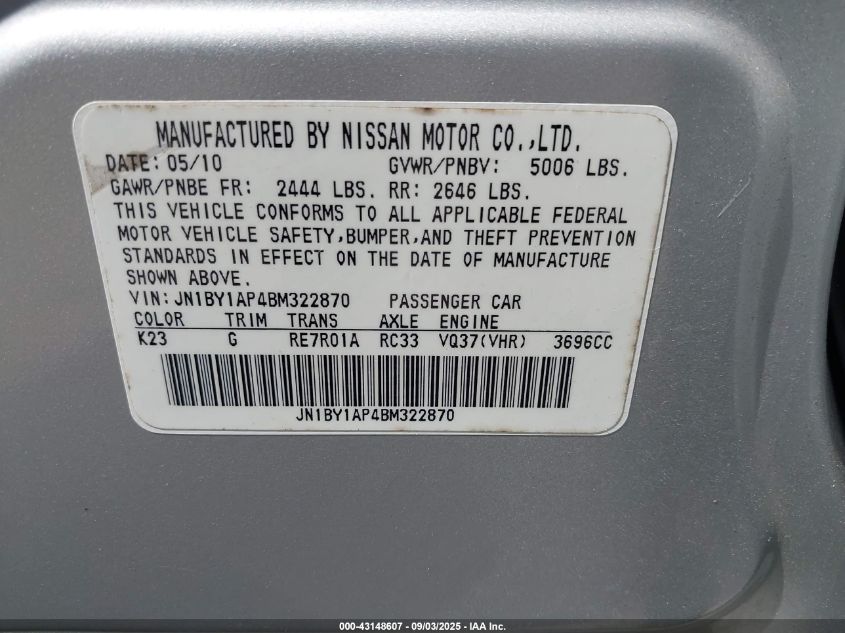 MANUFACTURED BY NISSAN MOTOR CO.,LTD.
DATE: 05/10 GVWR/PNBV: 5006 LBS.
GAWR/PNBE FR: 2444 LBS. RR: 2646 LBS.
THIS VEHICLE CONFORMS TO ALL APPLICABLE FEDERAL
MOTOR VEHICLE SAFETY,BUMPER,AND THEFT PREVENTION
STANDARDS IN EFFECT ON THE DATE OF MANUFACTURE
SHOWN ABOVE.
VIN: JN1BY1AP4BM322870 PASSENGER CAR
COLOR TRIM TRANS AXLE ENGINE
K23 G RE7R01A RC33 VQ37(VHR) 3696CC
JN1BY1AP4BM322870
000-43148607 - 09/03/2025 - IAA Inc.